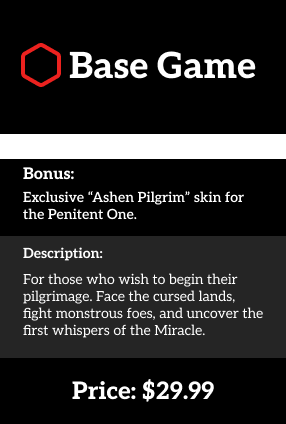 Base Game
Bonus:
Exclusive “Ashen Pilgrim” skin for
the Penitent One.
Description:
For those who wish to begin their
pilgrimage. Face the cursed lands,
fight monstrous foes, and uncover the
first whispers of the Miracle.
Price: $29.99